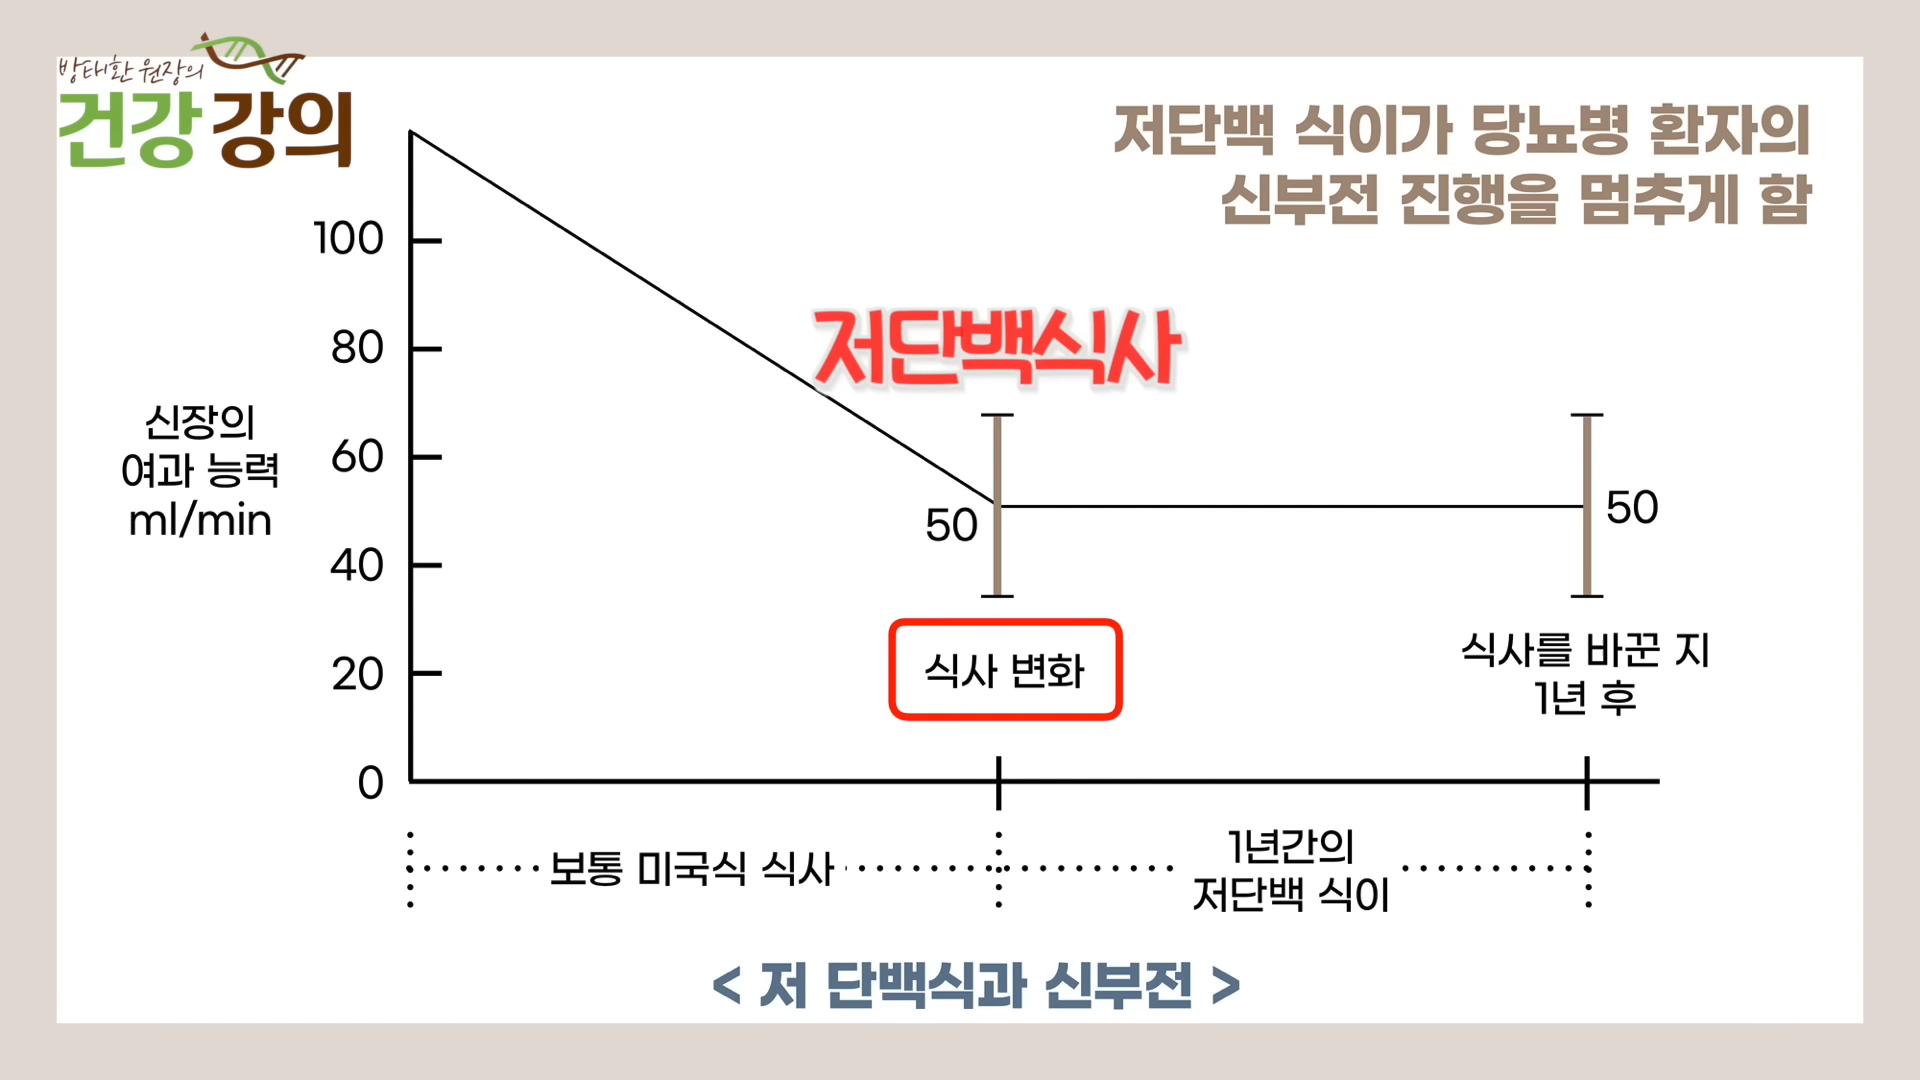 방태환 원장의
건강 강의
저단백 식이가 당뇨병 환자의
신부전 진행을 멈추게 함
저단백식사
100
80
60
40
20
0
신장의
여과 능력
ml/min
50
50
식사 변화
식사를 바꾼 지
1년 후
보통 미국식 식사
1년간의
저단백 식이
< 저 단백식과 신부전 >